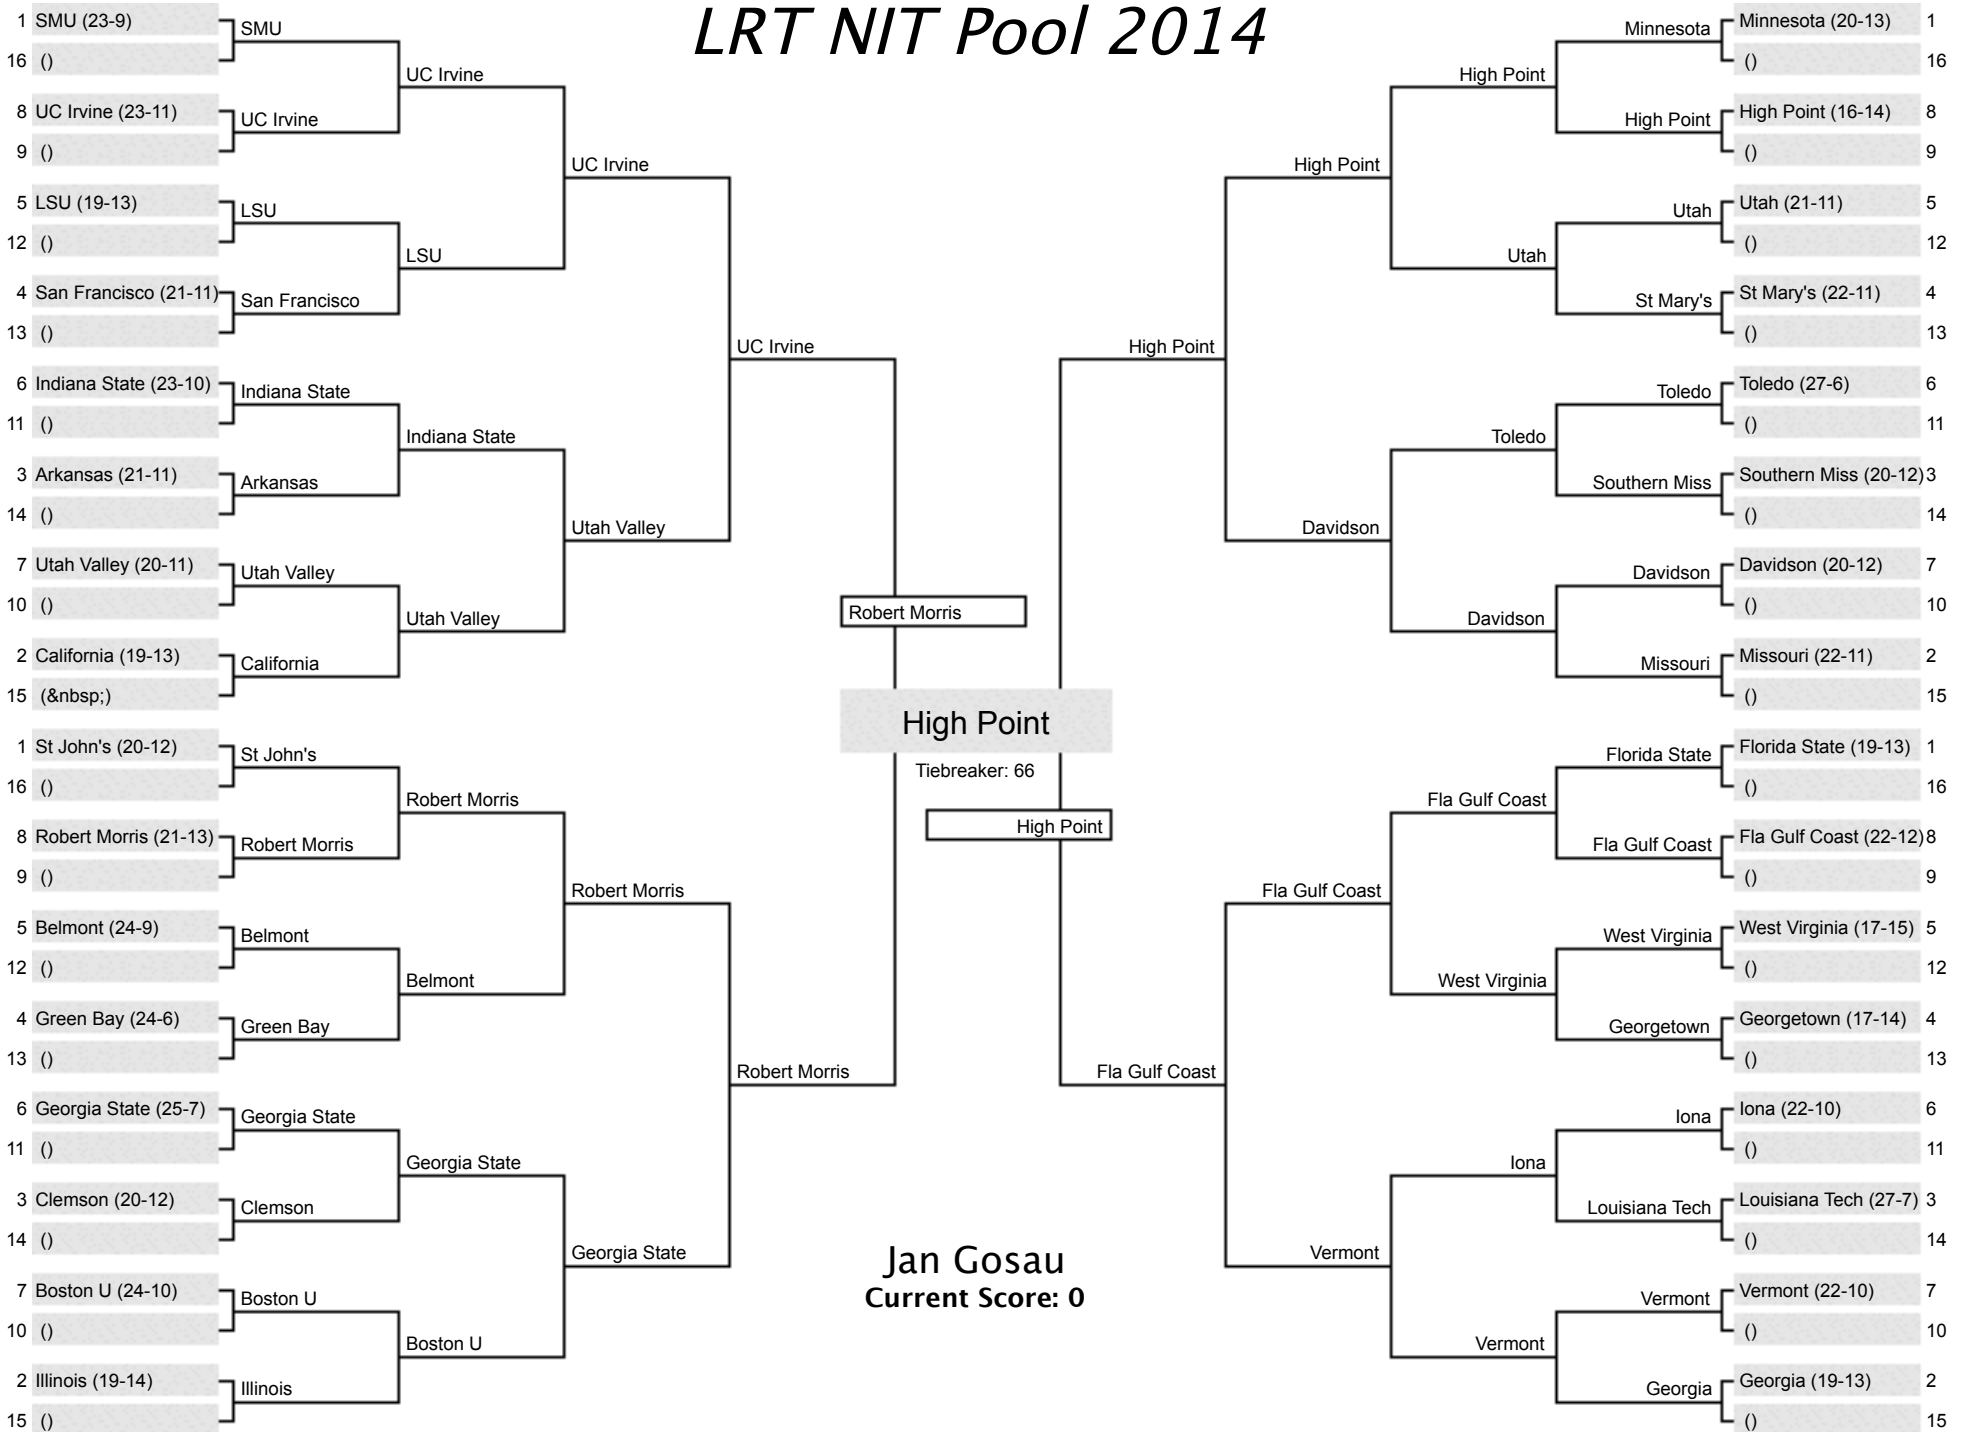 LRT NIT Pool 2014
1 SMU (23-9)
16 ()
8 UC Irvine (23-11)
9 ()
5 LSU (19-13)
12 ()
4 San Francisco (21-11)
13 ()
6 Indiana State (23-10)
11 ()
3 Arkansas (21-11)
14 ()
7 Utah Valley (20-11)
10 ()
2 California (19-13)
15 (&nbsp;)
1 St John's (20-12)
16 ()
8 Robert Morris (21-13)
9 ()
5 Belmont (24-9)
12 ()
4 Green Bay (24-6)
13 ()
6 Georgia State (25-7)
11 ()
3 Clemson (20-12)
14 ()
7 Boston U (24-10)
10 ()
2 Illinois (19-14)
15 ()
SMU
UC Irvine
LSU
San Francisco
Indiana State
Arkansas
Utah Valley
California
St John's
Robert Morris
Belmont
Green Bay
Georgia State
Clemson
Boston U
Illinois
UC Irvine
LSU
Indiana State
Utah Valley
Robert Morris
Belmont
Georgia State
Boston U
UC Irvine
Utah Valley
Robert Morris
Georgia State
UC Irvine
Robert Morris
Robert Morris
High Point
Tiebreaker: 66
High Point
Jan Gosau
Current Score: 0
High Point
Fla Gulf Coast
High Point
Davidson
Fla Gulf Coast
Vermont
High Point
Utah
Toledo
Davidson
Fla Gulf Coast
West Virginia
Iona
Vermont
Minnesota
High Point
Utah
St Mary's
Toledo
Southern Miss
Davidson
Missouri
Florida State
Fla Gulf Coast
West Virginia
Georgetown
Iona
Louisiana Tech
Vermont
Georgia
Minnesota (20-13) 1
() 16
High Point (16-14) 8
() 9
Utah (21-11) 5
() 12
St Mary's (22-11) 4
() 13
Toledo (27-6) 6
() 11
Southern Miss (20-12) 3
() 14
Davidson (20-12) 7
() 10
Missouri (22-11) 2
() 15
Florida State (19-13) 1
() 16
Fla Gulf Coast (22-12) 8
() 9
West Virginia (17-15) 5
() 12
Georgetown (17-14) 4
() 13
Iona (22-10) 6
() 11
Louisiana Tech (27-7) 3
() 14
Vermont (22-10) 7
() 10
Georgia (19-13) 2
() 15